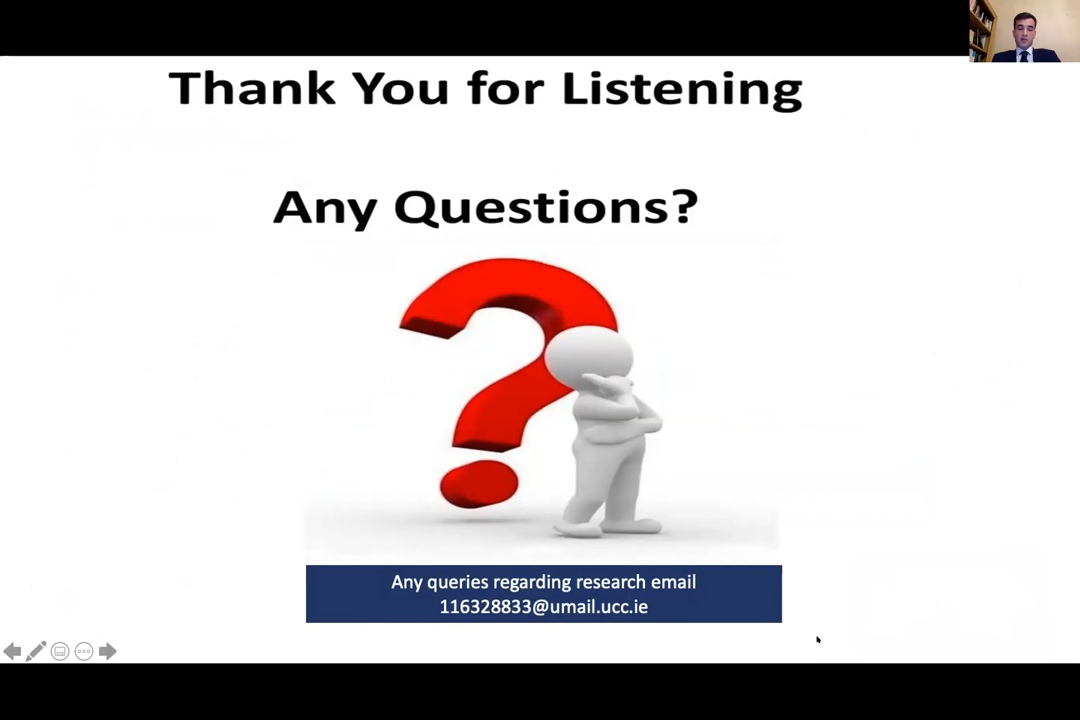 Thank You for Listening
Any Questions?
Any queries regarding research email
116328833@umail.ucc.ie